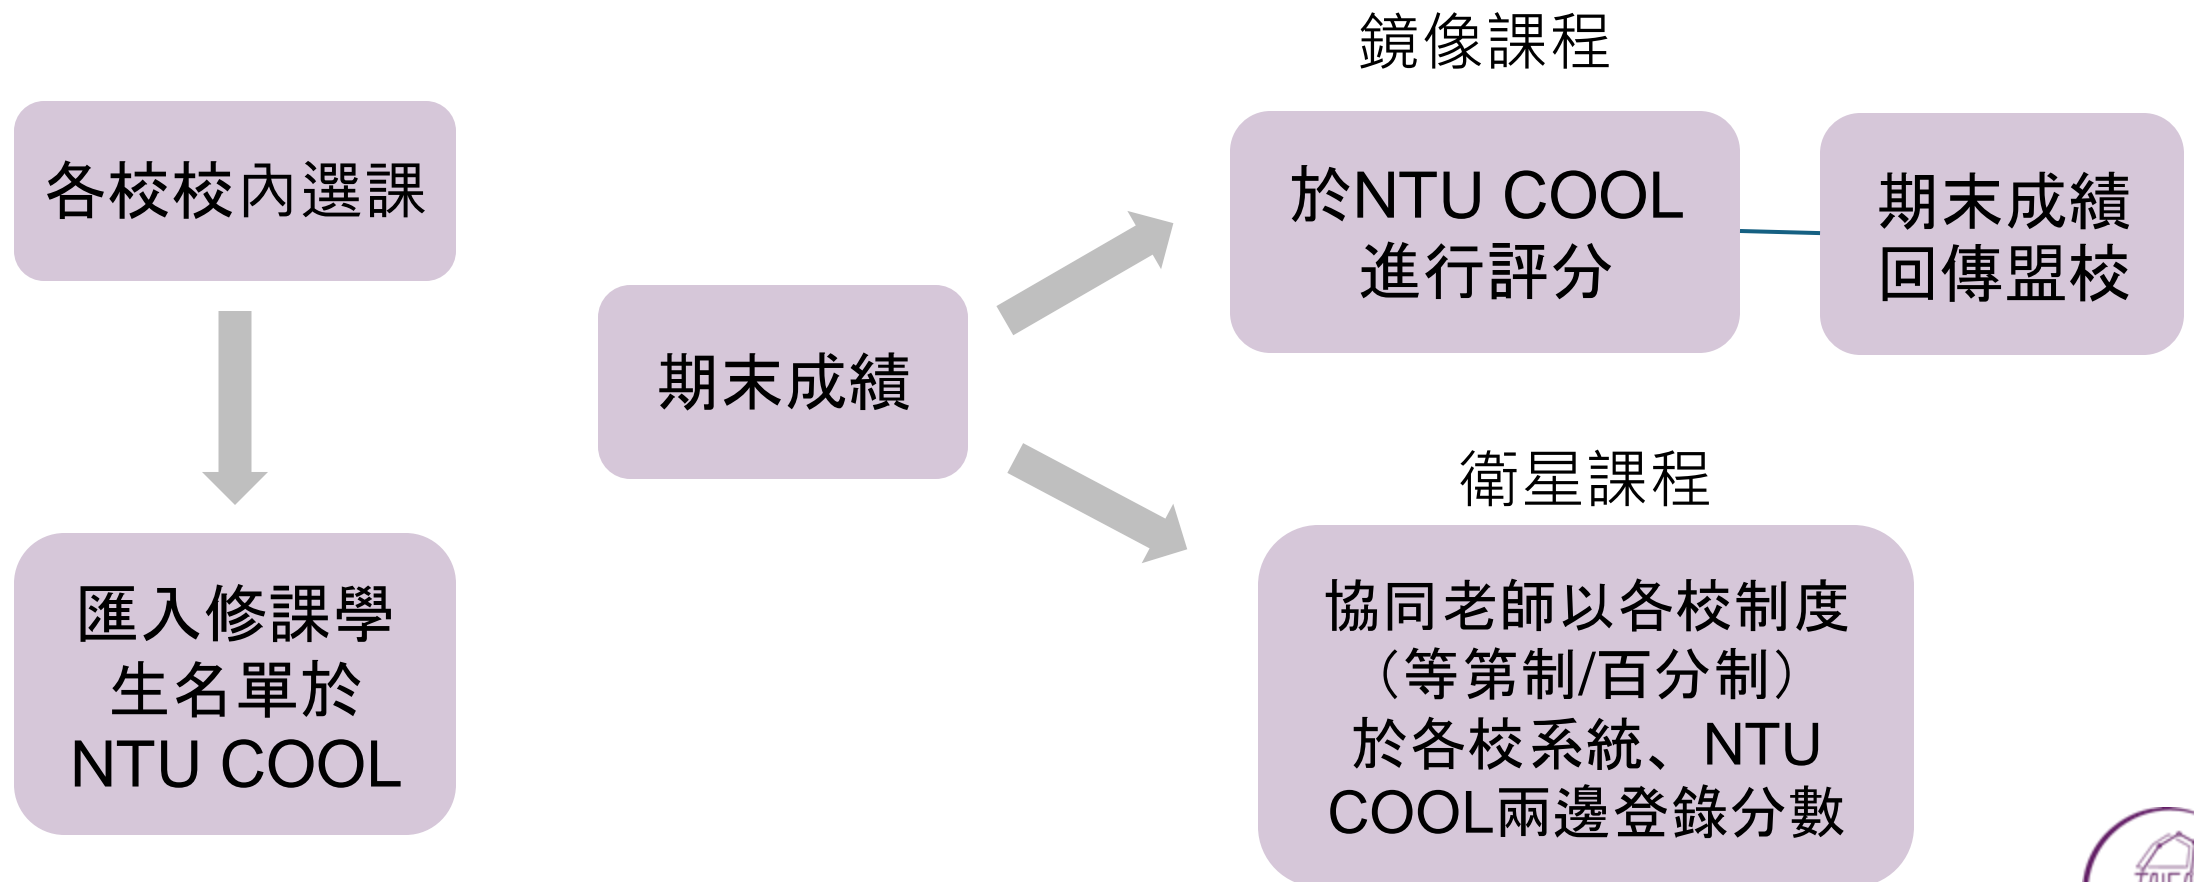 各校校內選課
匯入修課學
生名單於
NTU COOL
期末成績
鏡像課程
於NTU COOL
進行評分
期末成績
回傳盟校
衛星課程
協同老師以各校制度
（等第制/百分制）
於各校系統、NTU
COOL兩邊登錄分數